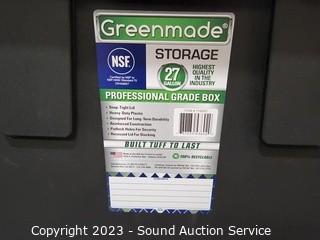 Greenmade®
NSF.
STORAGE
27
GALLON
HIGHEST
QUALITY
IN THE
INDUSTRY
PROFESSIONAL GRADE BOX
• Snap-Tight Lid
• Heavy-Duty Plastic
• Designed For Long-Term Durability
• Reinforced Construction
• Padlock Holes For Security
• Recessed Lid For Stacking
BUILT TUFF TO LAST
100% RECYCLABLE
Copyright 2023 - Sound Auction Service